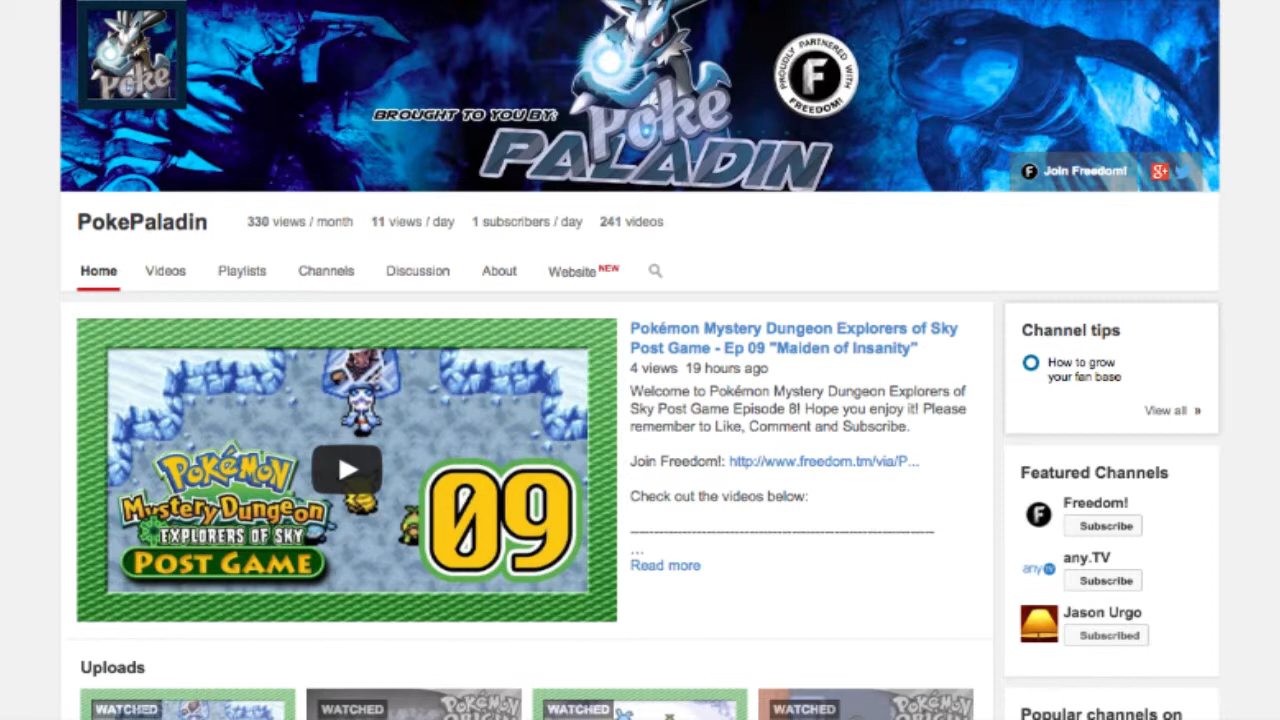 Poke
BROUGHT TO YOU BY:
Poke
PALADIN
PROUDLY PARTNERED WITH
F
FREEDOM!
F Join Freedom!
g+
PokePaladin 330 views / month 11 views / day 1 subscribers / day 241 videos
Home Videos Playlists Channels Discussion About Website NEW
Pokémon Mystery Dungeon Explorers of Sky
Post Game - Ep 09 "Maiden of Insanity"
4 views 19 hours ago
Welcome to Pokémon Mystery Dungeon Explorers of
Sky Post Game Episode 8! Hope you enjoy it! Please
remember to Like, Comment and Subscribe.
Join Freedom!: http://www.freedom.tm/via/P...
Check out the videos below:
----------------------------------------------------------------------
...
Read more
POKéMON
Mystery Dungeon
EXPLORERS OF SKY
POST GAME
09
Channel tips
How to grow
your fan base
View all »
Featured Channels
F
Freedom!
Subscribe
anyTV
any.TV
Subscribe
Jason Urgo
Subscribed
Popular channels on
Uploads
WATCHED
WATCHED
POKéMON
WATCHED
WATCHED
POKéMON